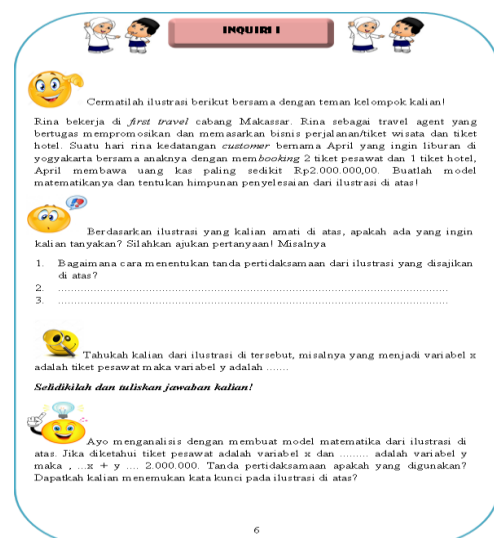 INQUIRI I
Cermatilah ilustrasi berikut bersama dengan teman kelompok kalian!
Rina bekerja di first travel cabang Makassar. Rina sebagai travel agent yang
bertugas mempromosikan dan memasarkan bisnis perjalanan/tiket wisata dan tiket
hotel. Suatu hari rina kedatangan customer bernama April yang ingin liburan di
yogyakarta bersama anaknya dengan membooking 2 tiket pesawat dan 1 tiket hotel,
April membawa uang kas paling sedikit Rp2.000.000,00. Buatlah model
matematikanya dan tentukan himpunan penyelesaian dari ilustrasi di atas!
Berdasarkan ilustrasi yang kalian amati di atas, apakah ada yang ingin
kalian tanyakan? Silahkan ajukan pertanyaan! Misalnya
1. Bagaimana cara menentukan tanda pertidaksamaan dari ilustrasi yang disajikan
di atas?
2. ........................................................................................................
3. ........................................................................................................
Tahukah kalian dari ilustrasi di tersebut, misalnya yang menjadi variabel x
adalah tiket pesawat maka variabel y adalah .......
Selidikilah dan tuliskan jawaban kalian!
Ayo menganalisis dengan membuat model matematika dari ilustrasi di
atas. Jika diketahui tiket pesawat adalah variabel x dan ......... adalah variabel y
maka , ...x + y .... 2.000.000. Tanda pertidaksamaan apakah yang digunakan?
Dapatkah kalian menemukan kata kunci pada ilustrasi di atas?
6